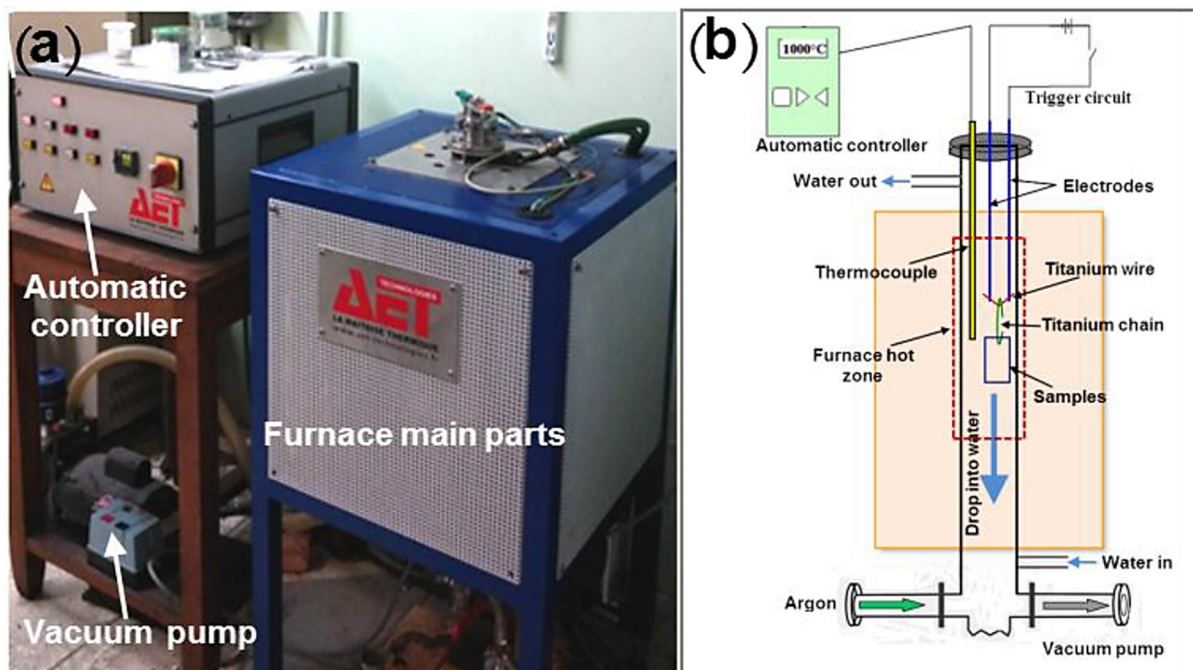 (a)
AET
Automatic
controller
TECHNOLOGIES
AET
LA MAITRISE THERMIQUE
Furnace main parts
Vacuum pump
(b)
1000°C
Trigger circuit
Automatic controller
Water out
Electrodes
Thermocouple
Titanium wire
Titanium chain
Furnace hot
zone
Samples
Drop into water
Water in
Argon
Vacuum pump